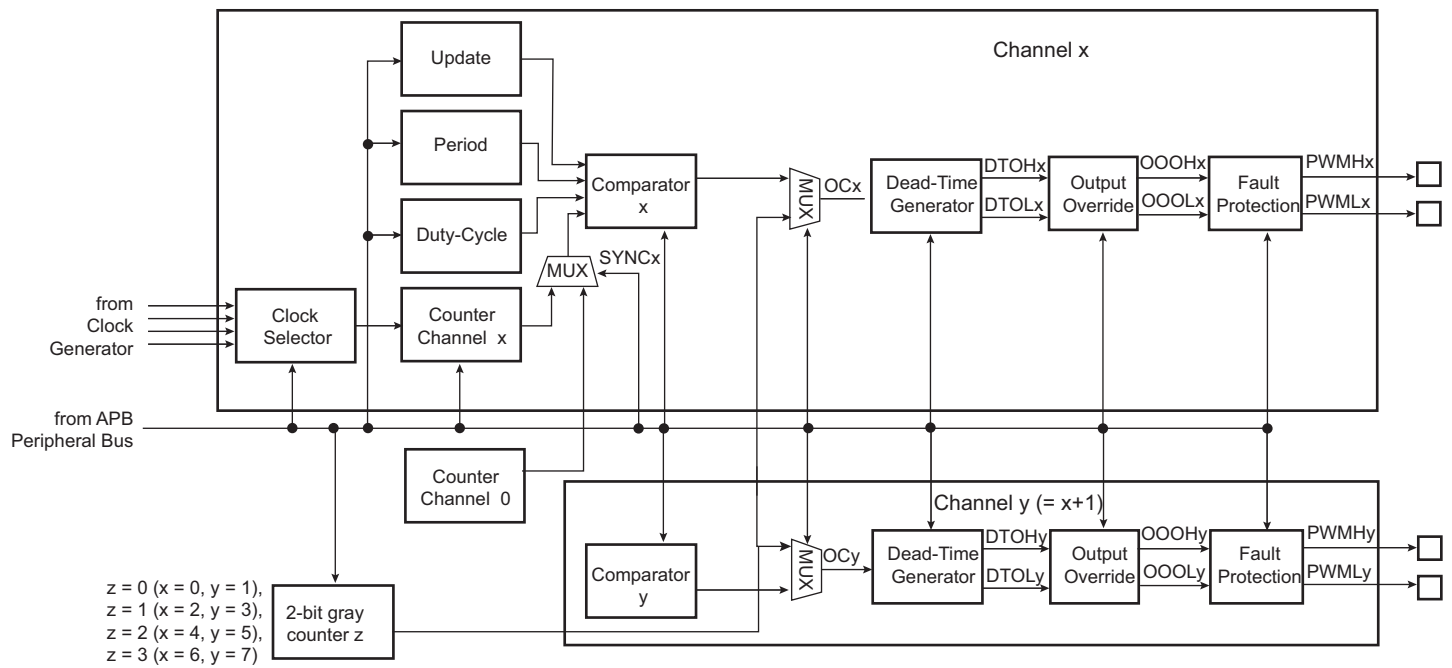 Channel x
Update
Period
Comparator
x
Duty-Cycle
MUX
SYNCx
from
Clock
Generator
Clock
Selector
Counter
Channel x
MUX
OCx
Dead-Time
Generator
DTOHx
DTOLx
Output
Override
OOOHx
OOOLx
Fault
Protection
PWMHx
PWMLx
from APB
Peripheral Bus
Counter
Channel 0
Channel y (= x+1)
Comparator
y
MUX
OCy
Dead-Time
Generator
DTOHy
DTOLy
Output
Override
OOOHy
OOOLy
Fault
Protection
PWMHy
PWMLy
z = 0 (x = 0, y = 1),
z = 1 (x = 2, y = 3),
z = 2 (x = 4, y = 5),
z = 3 (x = 6, y = 7)
2-bit gray
counter z